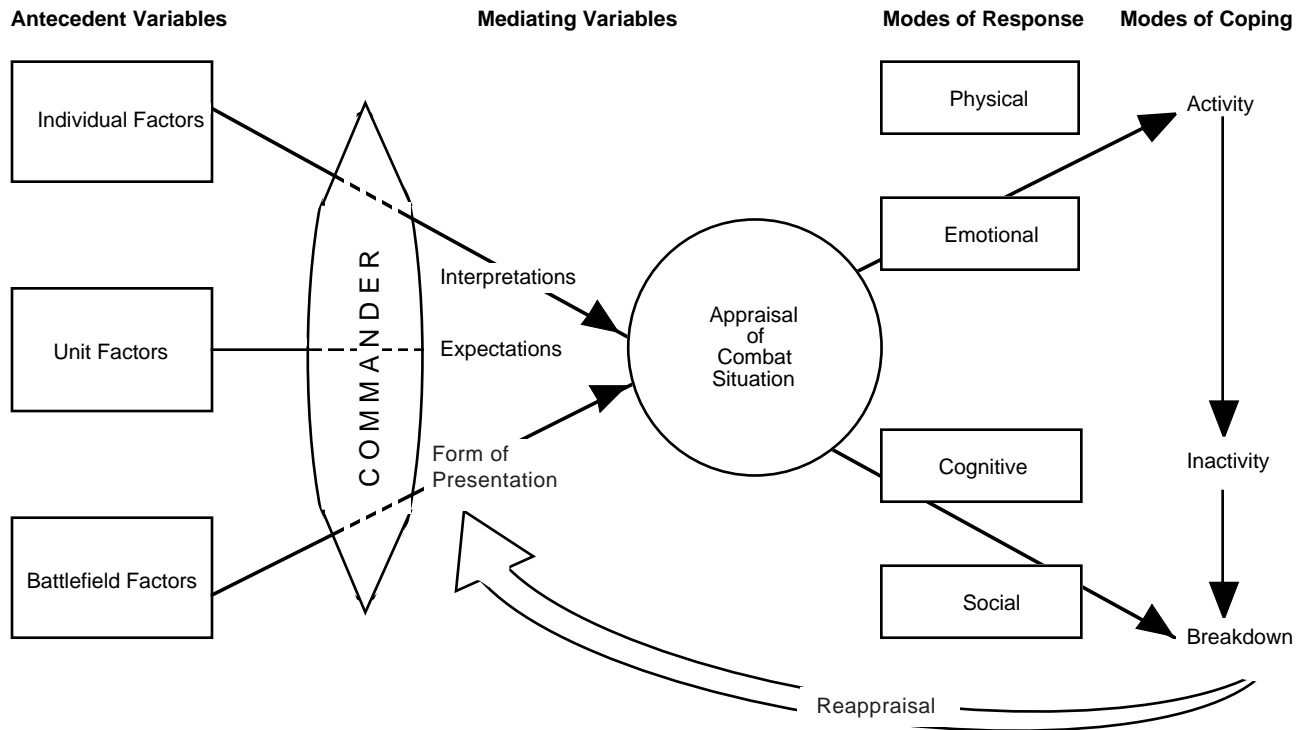 Antecedent Variables
Mediating Variables
Modes of Response
Modes of Coping
Individual Factors
Unit Factors
Battlefield Factors
COMMANDER
Interpretations
Expectations
Form of
Presentation
Appraisal
of
Combat
Situation
Physical
Emotional
Cognitive
Social
Activity
Inactivity
Breakdown
Reappraisal